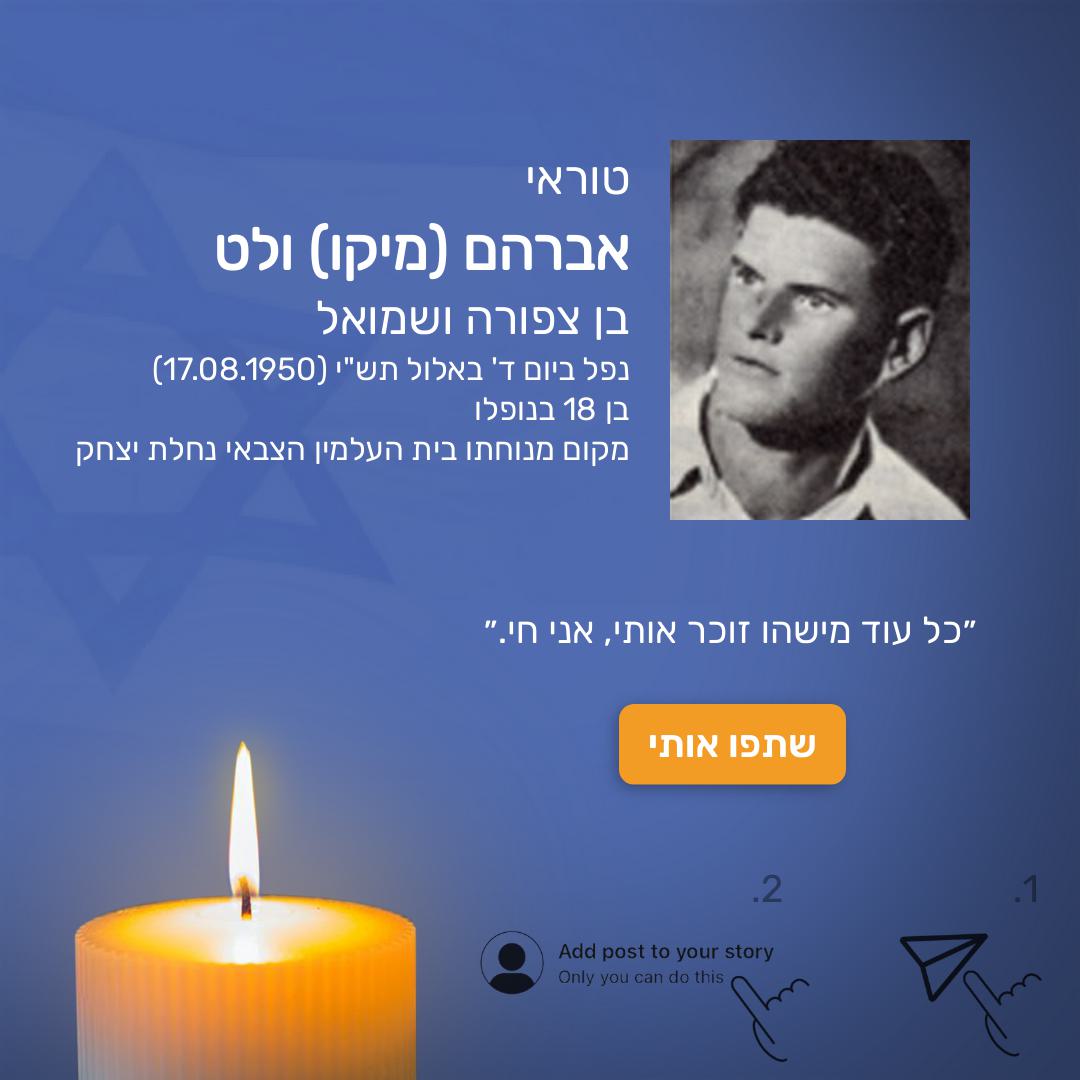 טוראי
אברהם (מיקו) ולט
בן צפורה ושמואל
נפל ביום ד' באלול תש"י (17.08.1950)
בן 18 בנופלו
מקום מנוחתו בית העלמין הצבאי נחלת יצחק
״כל עוד מישהו זוכר אותי, אני חי.״
שתפו אותי
.1
.2
Add post to your story
Only you can do this